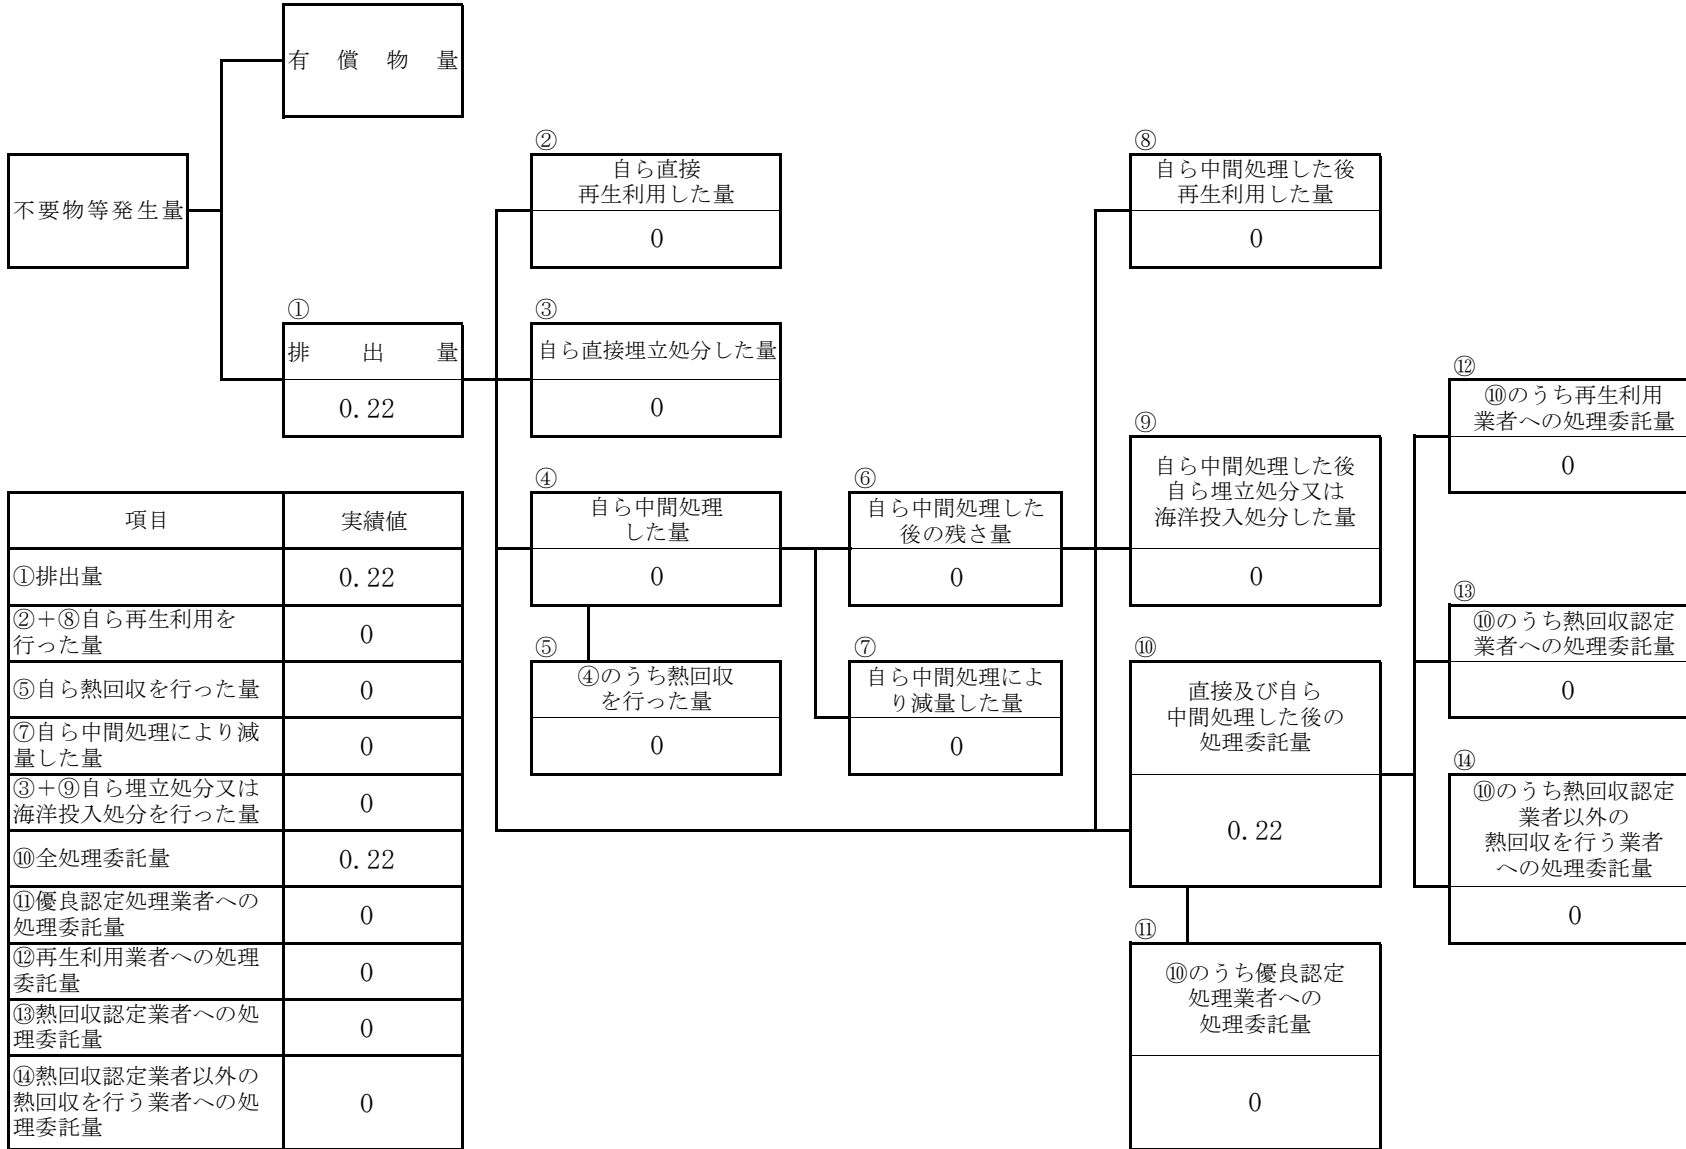 有償物量
不要物等発生量
①
排出量
0.22
②
自ら直接
再生利用した量
0
③
自ら直接埋立処分した量
0
④
自ら中間処理
した量
0
⑤
④のうち熱回収
を行った量
0
⑥
自ら中間処理した
後の残さ量
0
⑦
自ら中間処理によ
り減量した量
0
⑧
自ら中間処理した後
再生利用した量
0
⑨
自ら中間処理した後
自ら埋立処分又は
海洋投入処分した量
0
⑩
直接及び自ら
中間処理した後の
処理委託量
0.22
⑪
⑩のうち優良認定
処理業者への
処理委託量
0
⑫
⑩のうち再生利用
業者への処理委託量
0
⑬
⑩のうち熱回収認定
業者への処理委託量
0
⑭
⑩のうち熱回収認定
業者以外の
熱回収を行う業者
への処理委託量
0
項目 実績値
①排出量 0.22
②+⑧自ら再生利用を
行った量 0
⑤自ら熱回収を行った量 0
⑦自ら中間処理により減
量した量 0
③+⑨自ら埋立処分又は
海洋投入処分を行った量 0
⑩全処理委託量 0.22
⑪優良認定処理業者への
処理委託量 0
⑫再生利用業者への処理
委託量 0
⑬熱回収認定業者への処
理委託量 0
⑭熱回収認定業者以外の
熱回収を行う業者への処
理委託量 0